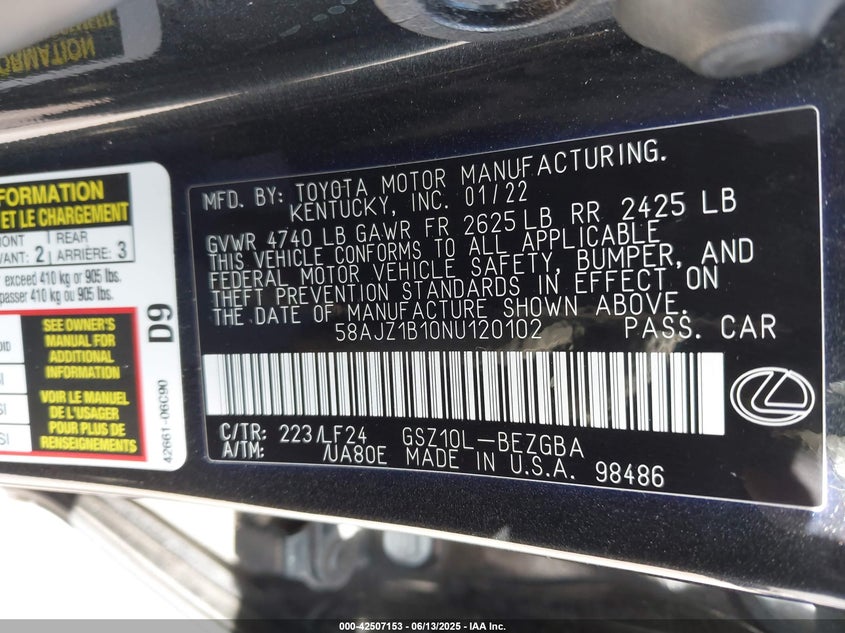 NOITAMRO
FORMATION
ET LE CHARGEMENT
REAR
VANT: 2 ARRIÈRE: 3
exceed 410 kg or 905 lbs.
passer 410 kg ou 905 lbs.
SEE OWNER'S
MANUAL FOR
ADDITIONAL
INFORMATION
VOIR LE MANUEL
DE L'USAGER
POUR PLUS DE
RENSEIGNEMENTS
D9
42661-06C90
MFD. BY: TOYOTA MOTOR MANUFACTURING.
KENTUCKY, INC. 01/22
GVWR 4740 LB GAWR FR 2625 LB RR 2425 LB
THIS VEHICLE CONFORMS TO ALL APPLICABLE
FEDERAL MOTOR VEHICLE SAFETY, BUMPER, AND
THEFT PREVENTION STANDARDS IN EFFECT ON
THE DATE OF MANUFACTURE SHOWN ABOVE.
58AJZ1B10NU120102 PASS. CAR
C/TR: 223/LF24 GSZ10L-BEZGBA
A/TM: /UA80E MADE IN U.S.A. 98486
000-42507153 - 06/13/2025 - IAA Inc.